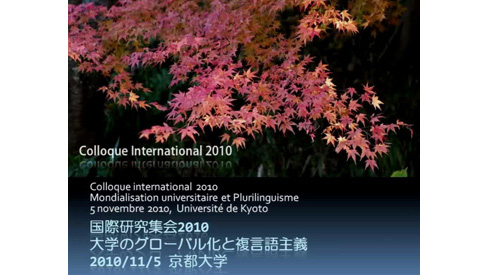 Colloque International 2010
Colloque international 2010
Mondialisation universitaire et Plurilinguisme
5 novembre 2010, Université de Kyoto
国際研究集会2010
大学のグローバル化と複言語主義
2010/11/5 京都大学